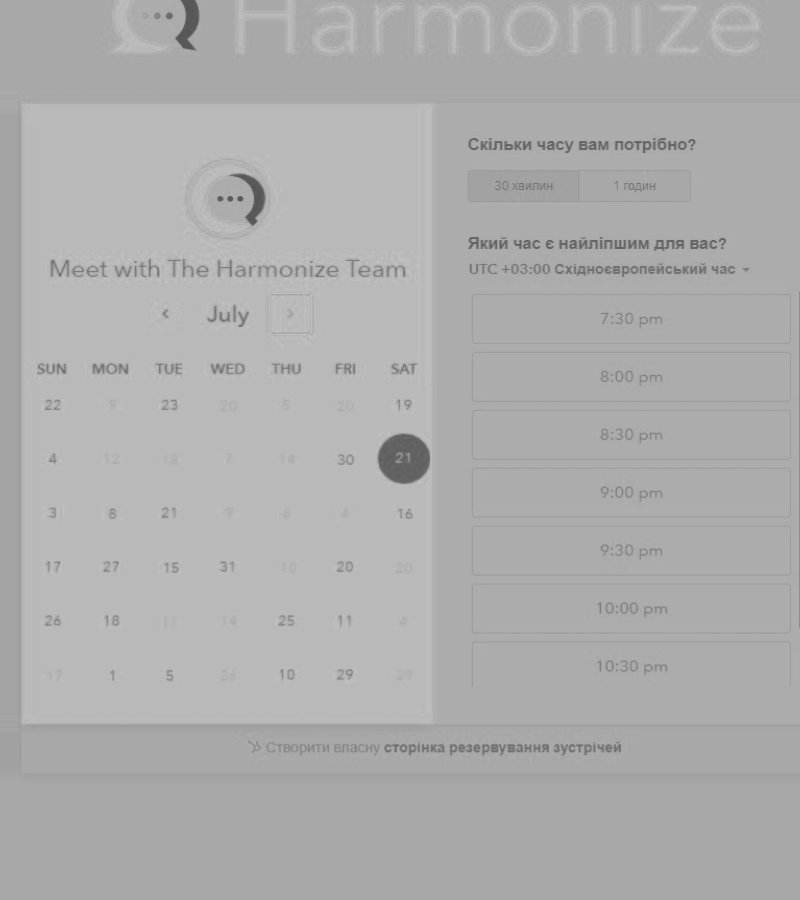 Harmonize
Meet with The Harmonize Team
July
SUN MON TUE WED THU FRI SAT
22 9 23 20 5 20 19
4 12 18 7 14 30 21
3 8 21 9 6 4 16
17 27 15 31 10 20 20
26 18 11 14 25 11 4
17 1 5 26 10 29 29
Скільки часу вам потрібно?
30 хвилин 1 годин
Який час є найліпшим для вас?
UTC +03:00 Східноєвропейський час
7:30 pm
8:00 pm
8:30 pm
9:00 pm
9:30 pm
10:00 pm
10:30 pm
Створити власну сторінка резервування зустрічей